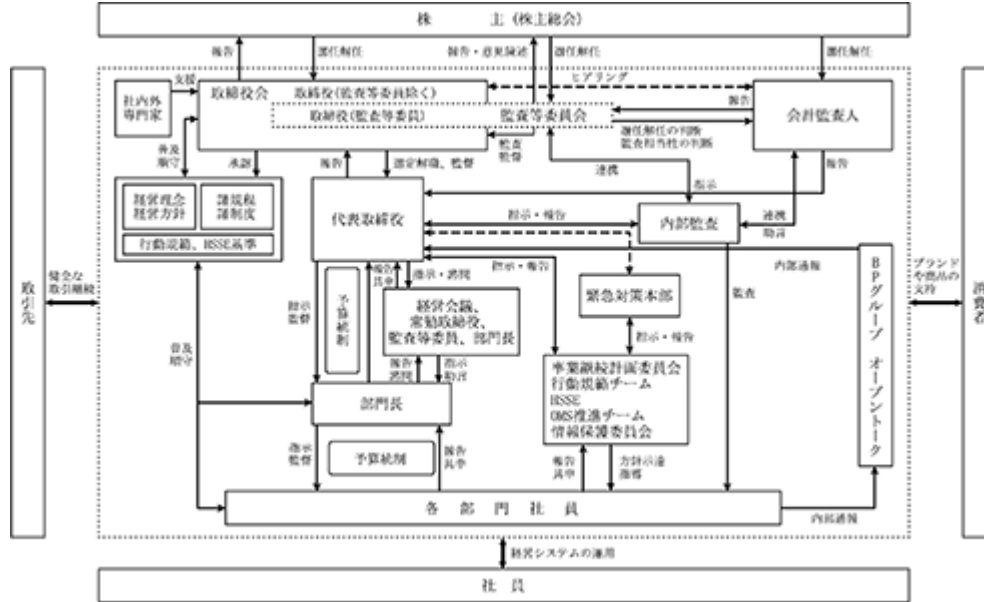 株 主 (株主総会)
報告
選任解任
報告・意見陳述
選任解任
選任解任
ヒアリング
支援
社内外
専門家
取締役会 取締役(監査等委員除く)
取締役(監査等委員) 監査等委員会
報告
会計監査人
選任解任の判断
監査相当性の判断
普及
順守
承認
報告
選定解職、監督
監査
監督
連携
指示
報告
経営理念
経営方針
諸規程
諸制度
行動規範、HSSE基準
代表取締役
指示・報告
内部監査
連携
助言
取引先
健全な
取引継続
指示
監督
予算統制
報告
具申
指示・諮問
指示・報告
緊急対策本部
内部通報
監査
BPグループ オープントーク
ブランド
や商品の
支持
消費者
経営会議、
常勤取締役、
監査等委員、部門長
指示・報告
普及
順守
報告
諮問
指示
助言
事業継続計画委員会
行動規範チーム
HSSE
OMS推進チーム
情報保護委員会
部門長
指示
監督
予算統制
報告
具申
報告
具申
方針示達
指導
各 部 門 社 員
内部通報
経営システムの運用
社 員